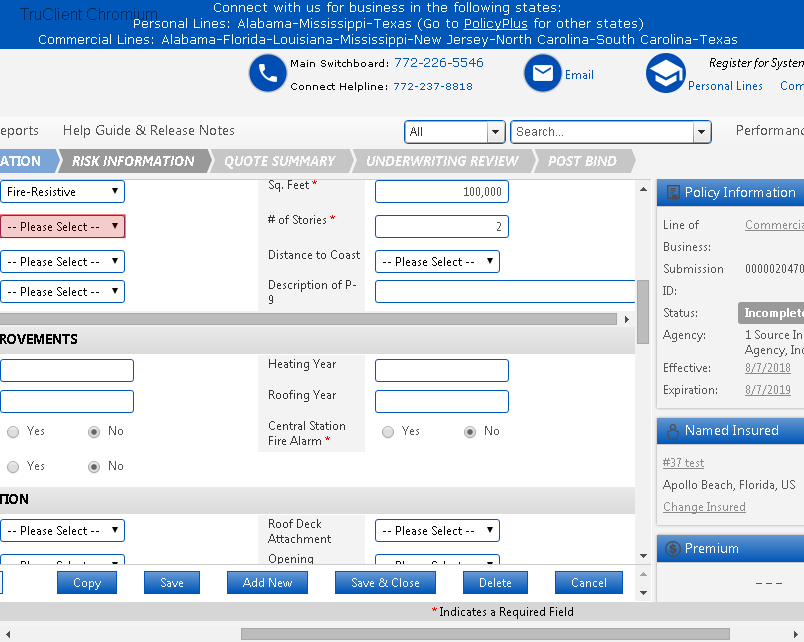 TruClient Chromium
Connect with us for business in the following states:
Personal Lines: Alabama-Mississippi-Texas (Go to PolicyPlus for other states)
Commercial Lines: Alabama-Florida-Louisiana-Mississippi-New Jersey-North Carolina-South Carolina-Texas
Main Switchboard: 772-226-5546
Connect Helpline: 772-237-8818
Email
Register for System
Personal Lines Com
eports Help Guide & Release Notes
All
Search...
Performanc
ATION RISK INFORMATION QUOTE SUMMARY UNDERWRITING REVIEW POST BIND
Fire-Resistive
Sq. Feet *
100,000
-- Please Select --
# of Stories *
2
-- Please Select --
Distance to Coast
-- Please Select --
-- Please Select --
Description of P-
9
ROVEMENTS
Heating Year
Roofing Year
Yes No
Central Station
Fire Alarm *
Yes No
Yes No
TION
-- Please Select --
Roof Deck
Attachment
-- Please Select --
-- Please Select --
Opening
-- Please Select --
Copy Save Add New Save & Close Delete Cancel
* Indicates a Required Field
Policy Information
Line of
Business:
Commercia
Submission
ID:
0000020470
Status:
Incomplete
Agency:
1 Source In
Agency, Inc
Effective: 8/7/2018
Expiration: 8/7/2019
Named Insured
#37 test
Apollo Beach, Florida, US
Change Insured
Premium
---